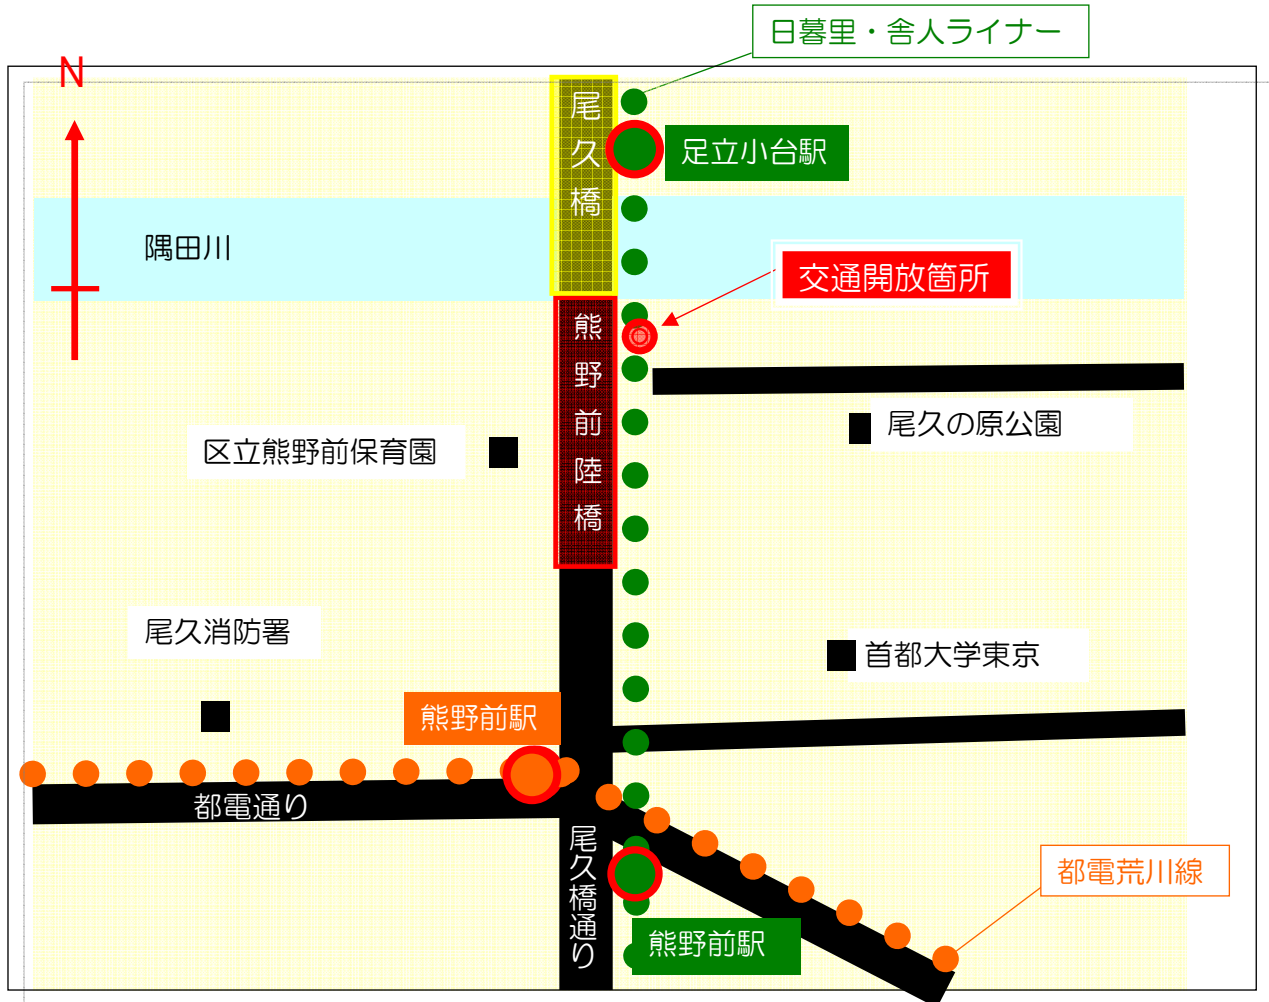 日暮里・舎人ライナー
N
尾久橋
足立小台駅
隅田川
交通開放箇所
熊野前陸橋
尾久の原公園
区立熊野前保育園
尾久消防署
首都大学東京
熊野前駅
都電通り
尾久橋通り
都電荒川線
熊野前駅